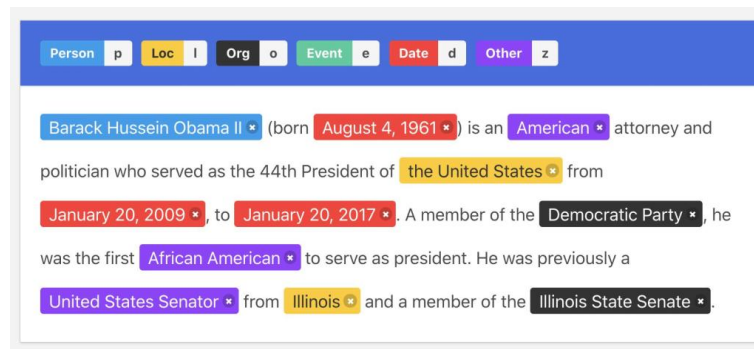 Person p Loc l Org o Event e Date d Other z
Barack Hussein Obama II (born August 4, 1961) is an American attorney and
politician who served as the 44th President of the United States from
January 20, 2009, to January 20, 2017. A member of the Democratic Party, he
was the first African American to serve as president. He was previously a
United States Senator from Illinois and a member of the Illinois State Senate.